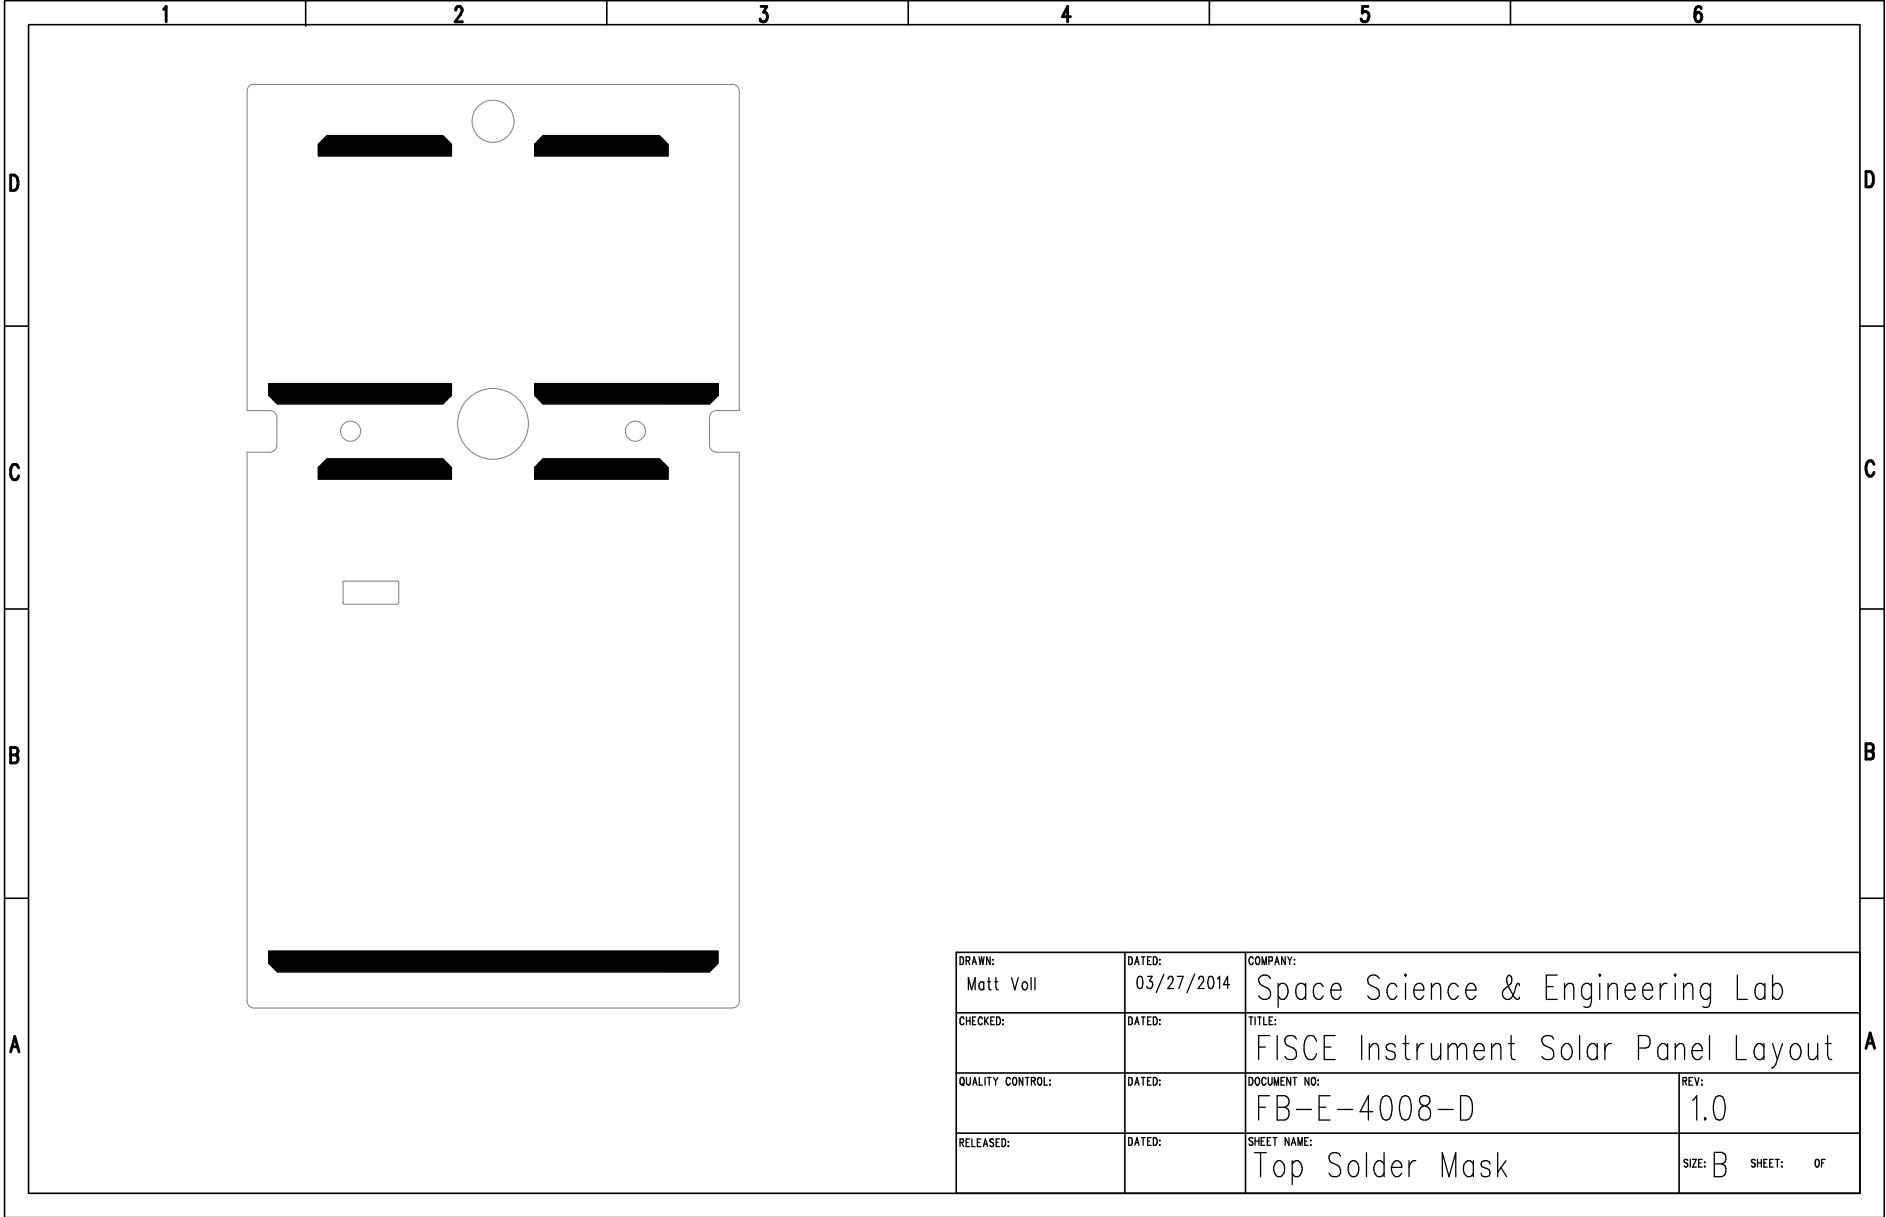 1 2 3 4 5 6
D D
C C
B B
A A
DRAWN: DATED: COMPANY:
Matt Voll 03/27/2014 Space Science & Engineering Lab
CHECKED: DATED: TITLE:
FISCE Instrument Solar Panel Layout
QUALITY CONTROL: DATED: DOCUMENT NO: REV:
FB-E-4008-D 1.0
RELEASED: DATED: SHEET NAME:
Top Solder Mask SIZE: B SHEET: OF